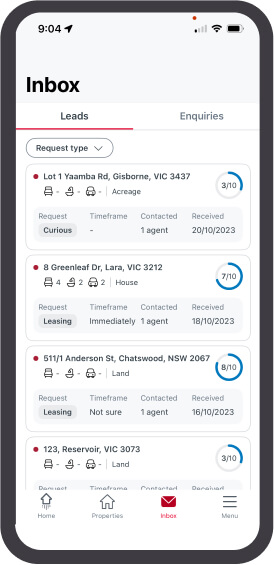 9:04
Inbox
Leads Enquiries
Request type
Lot 1 Yaamba Rd, Gisborne, VIC 3437
3/10
- - - Acreage
Request Timeframe Contacted Received
Curious - 1 agent 20/10/2023
8 Greenleaf Dr, Lara, VIC 3212
7/10
4 2 2 House
Request Timeframe Contacted Received
Leasing Immediately 1 agent 18/10/2023
511/1 Anderson St, Chatswood, NSW 2067
8/10
- - - Land
Request Timeframe Contacted Received
Leasing Not sure 1 agent 16/10/2023
123, Reservoir, VIC 3073
3/10
- - - Land
Request Timeframe Contacted Received
Home Properties Inbox Menu